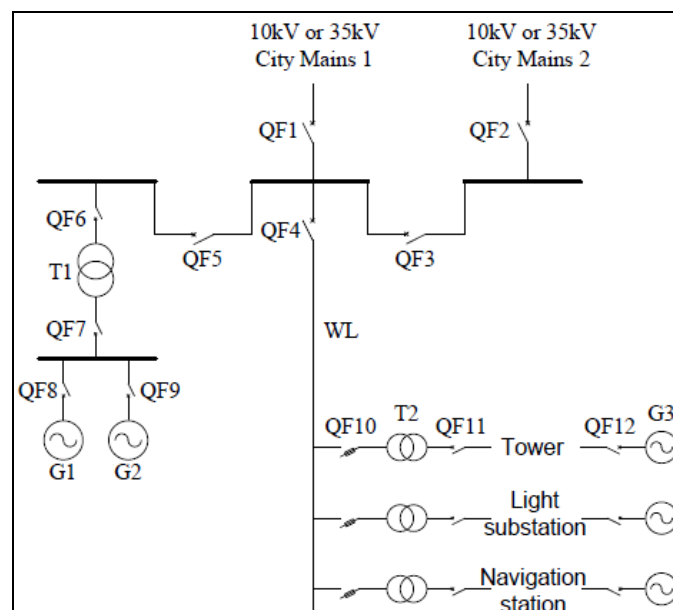 10kV or 35kV
City Mains 1
10kV or 35kV
City Mains 2
QF1
QF2
QF6
QF4
QF5
QF3
T1
QF7
WL
QF8
QF9
G1
G2
T2
G3
QF10
QF11
QF12
Tower
Light
substation
Navigation
station